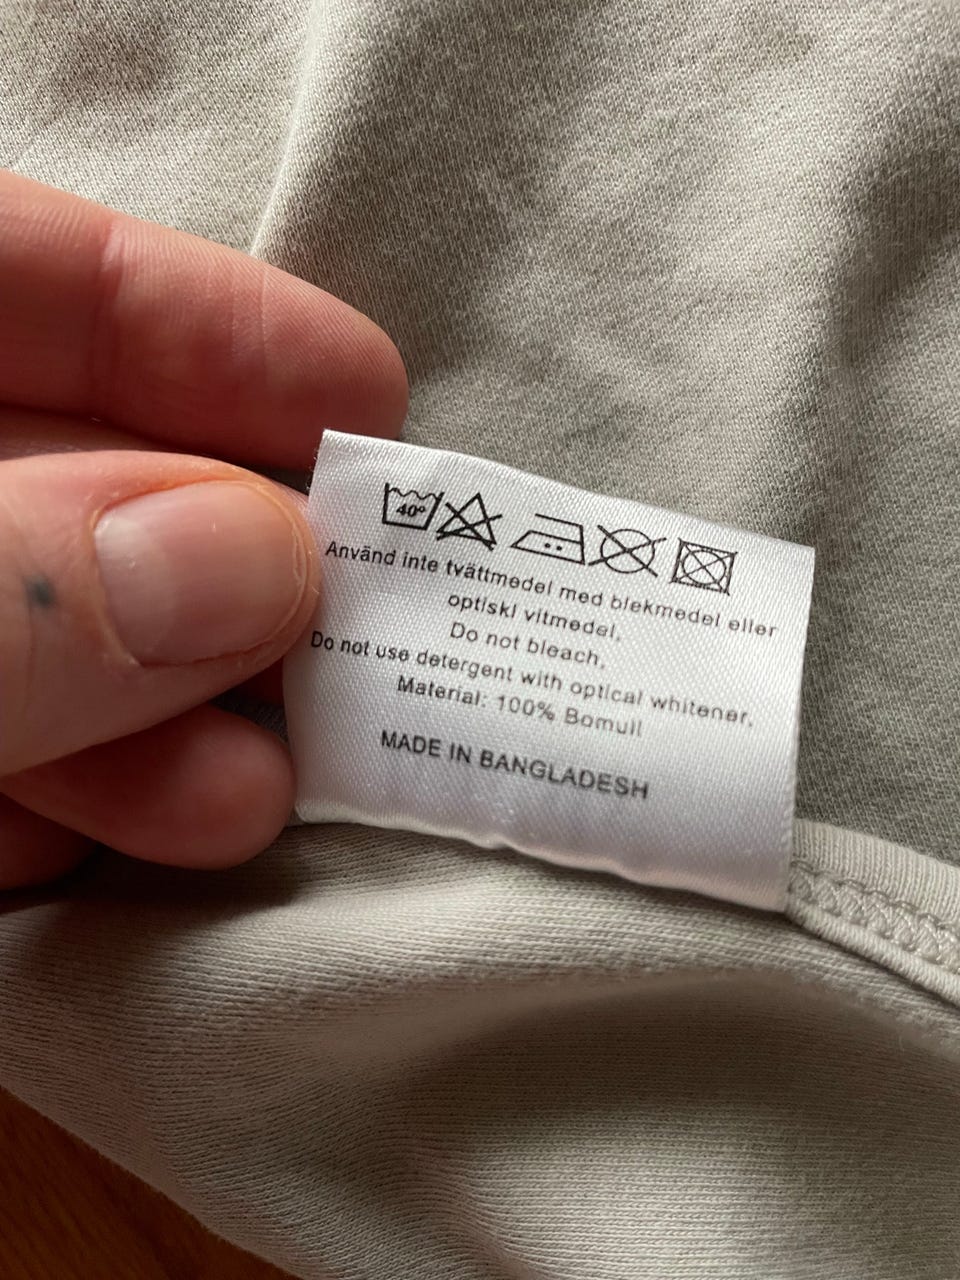 40°
Använd inte tvättmedel med blekmedel eller
optiskl vitmedel.
Do not bleach.
Do not use detergent with optical whitener.
Material: 100% Bomull
MADE IN BANGLADESH